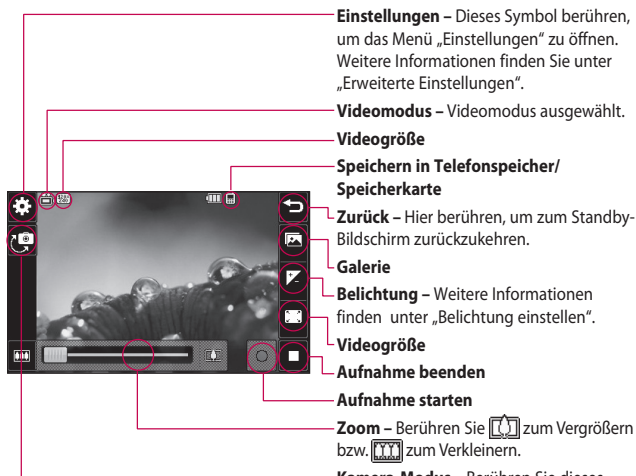 Einstellungen – Dieses Symbol berühren,
um das Menü „Einstellungen“ zu öffnen.
Weitere Informationen finden Sie unter
„Erweiterte Einstellungen“.
Videomodus – Videomodus ausgewählt.
Videogröße
Speichern in Telefonspeicher/
Speicherkarte
Zurück – Hier berühren, um zum Standby-
Bildschirm zurückzukehren.
Galerie
Belichtung – Weitere Informationen
finden unter „Belichtung einstellen“.
Videogröße
Aufnahme beenden
Aufnahme starten
Zoom – Berühren Sie zum Vergrößern
bzw. zum Verkleinern.
Kamera-Modus – Berühren Sie dieses